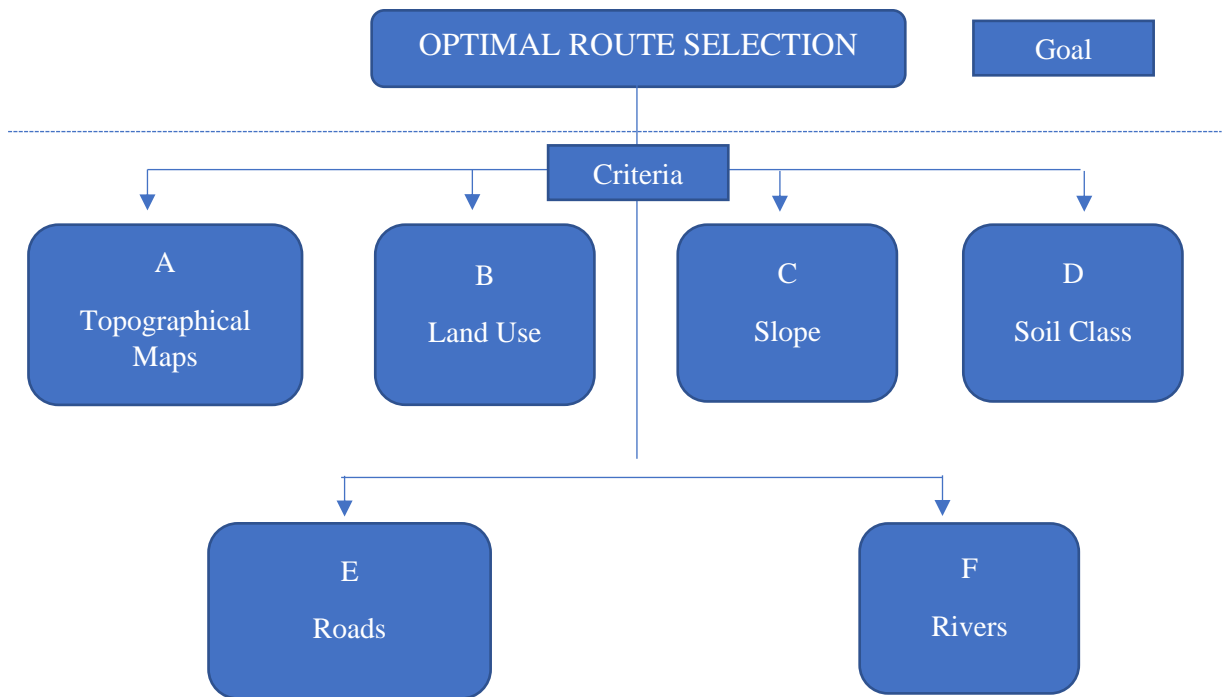 OPTIMAL ROUTE SELECTION
Goal
Criteria
A
Topographical
Maps
B
Land Use
C
Slope
D
Soil Class
E
Roads
F
Rivers